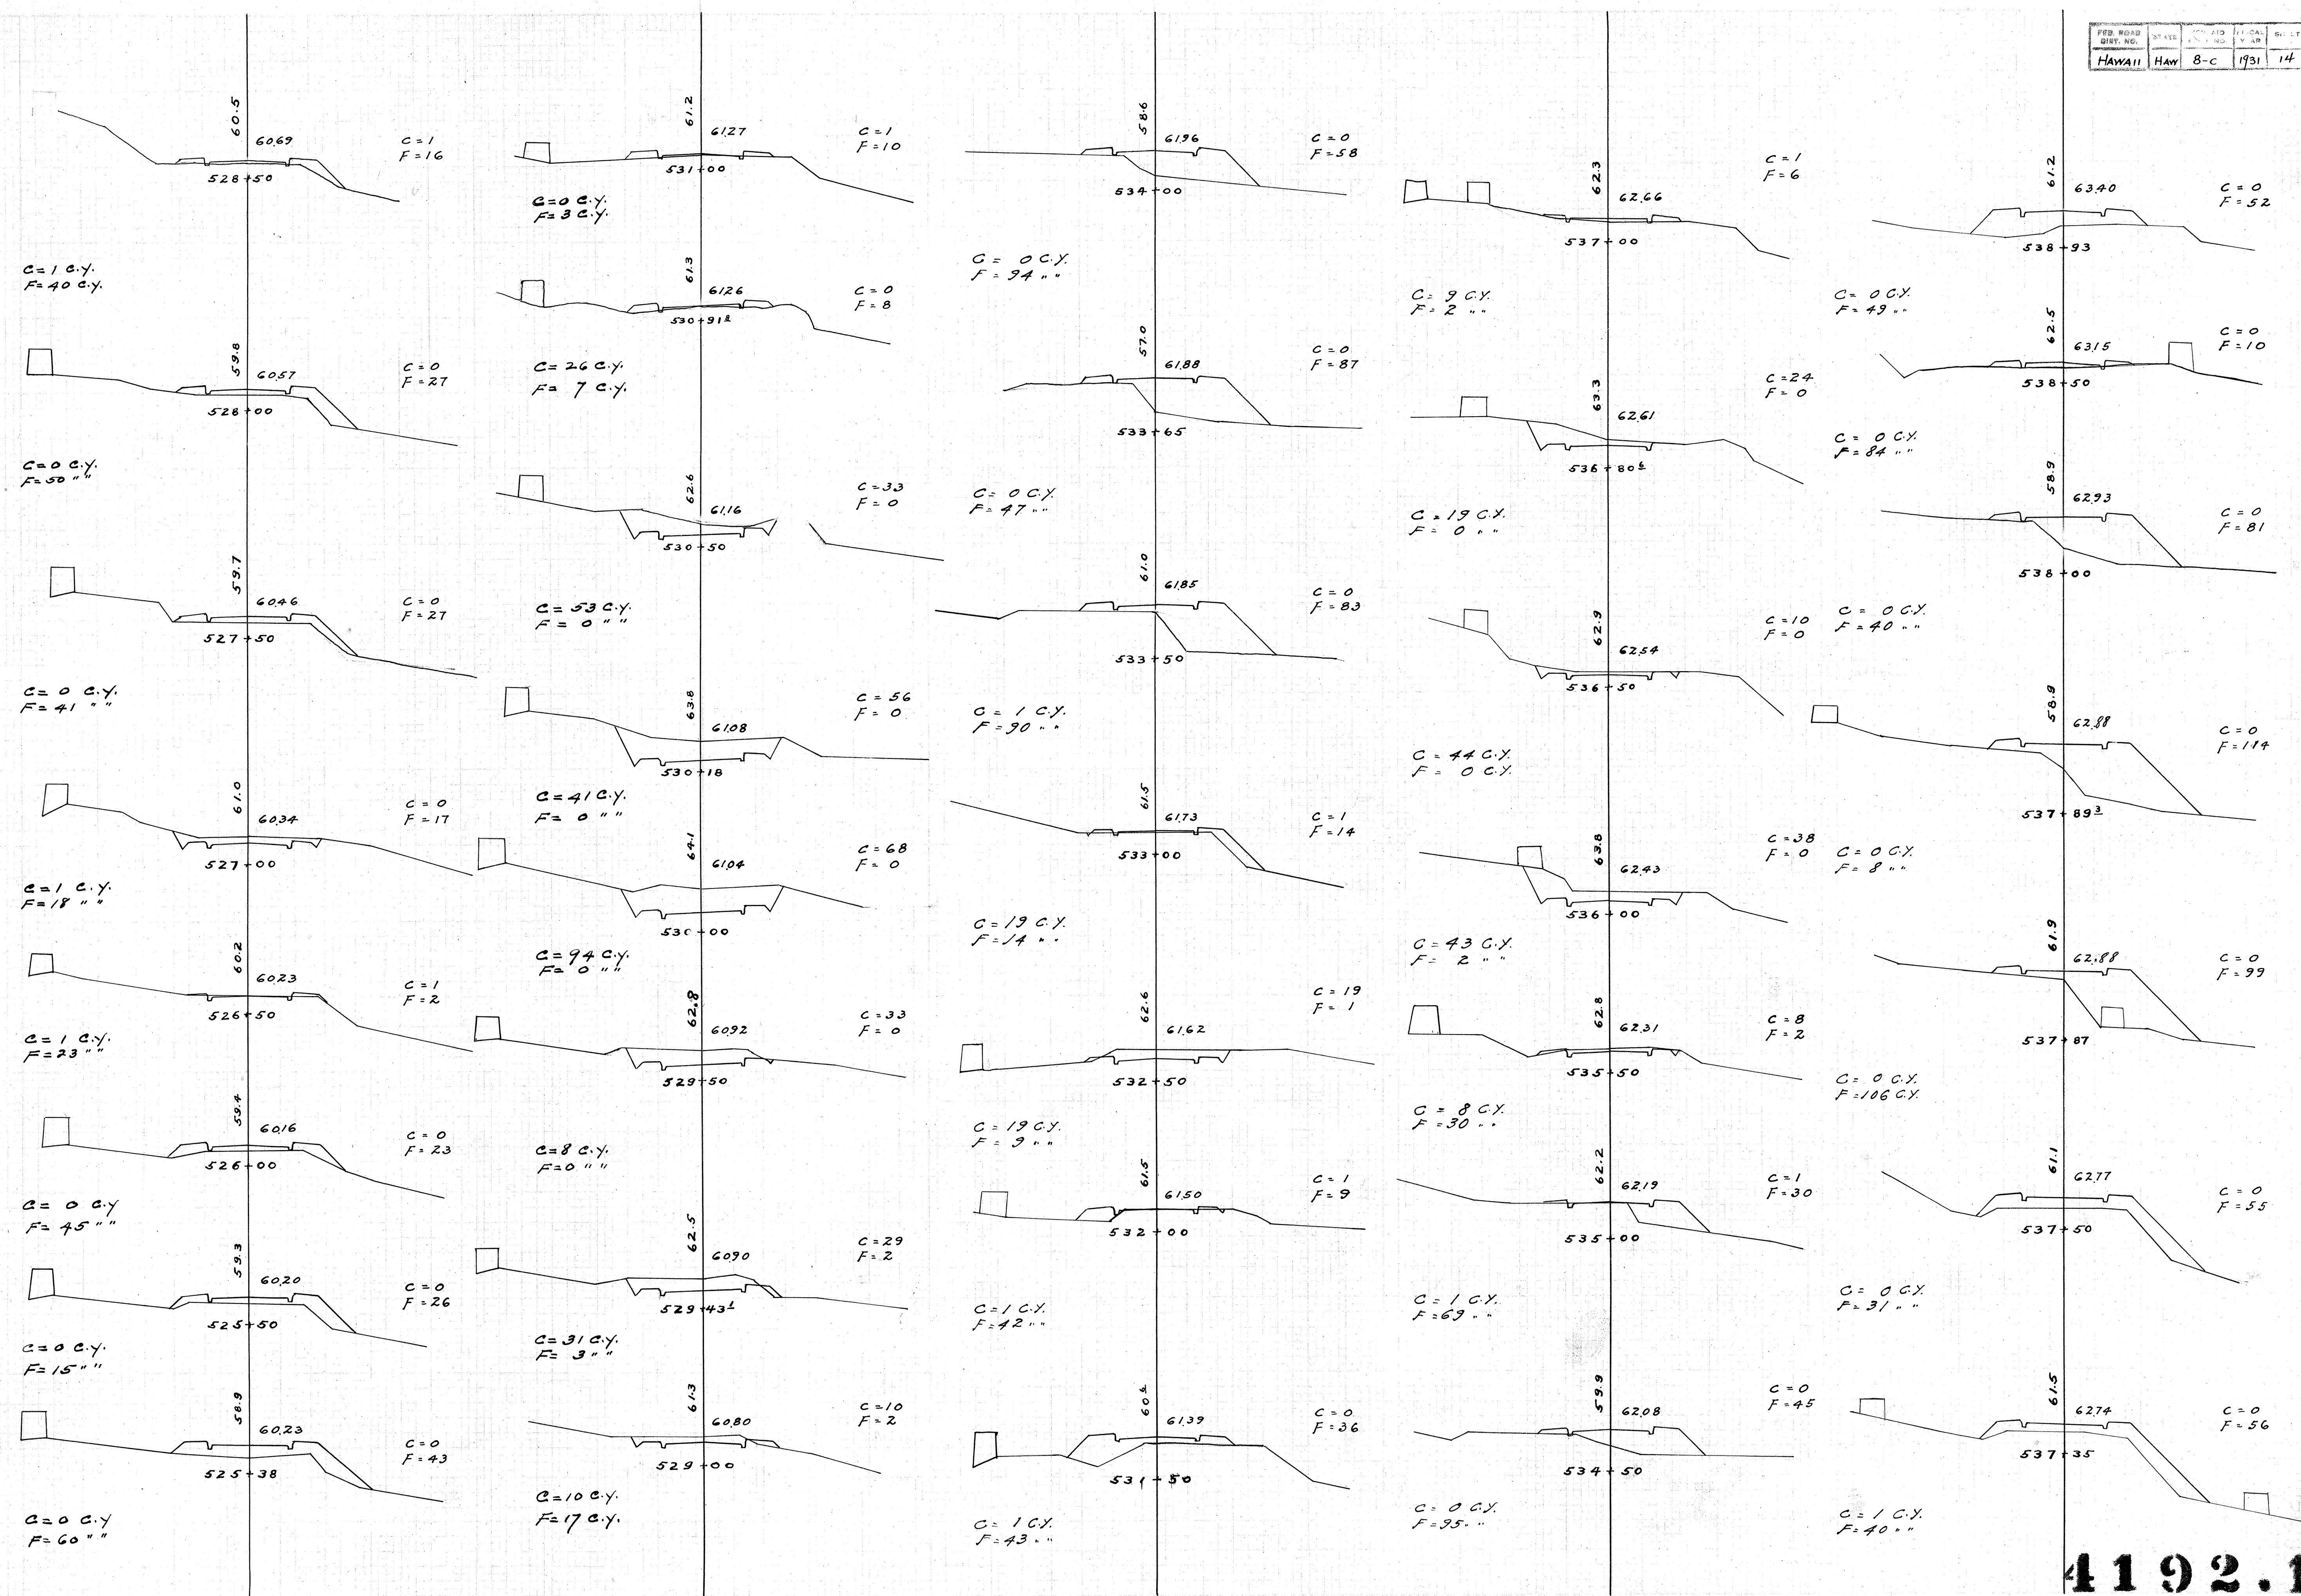 FED. ROAD DIST. NO. STATE FISCAL YEAR
HAWAII HAW 8-C 1931 14
60.5
60.69
C = 1
F = 16
528+50
C = 1 C.Y.
F = 40 C.Y.
59.8
60.57
C = 0
F = 27
528+00
C = 0 C.Y.
F = 50 " "
59.7
60.46
C = 0
F = 27
527+50
C = 0 C.Y.
F = 41 " "
61.0
60.34
C = 0
F = 17
527+00
C = 1 C.Y.
F = 18 " "
60.2
60.23
C = 1
F = 2
526+50
C = 1 C.Y.
F = 23 " "
59.4
60.16
C = 0
F = 23
526+00
C = 0 C.Y
F = 45 " "
59.3
60.20
C = 0
F = 26
525+50
C = 0 C.Y.
F = 15 " "
58.9
60.23
C = 0
F = 43
525+38
C = 0 C.Y
F = 60 " "
61.2
61.27
C = 1
F = 10
531+00
C = 0 C.Y.
F = 3 C.Y.
61.3
61.26
C = 0
F = 8
530+91
C = 26 C.Y.
F = 7 C.Y.
62.6
61.16
C = 33
F = 0
530+50
C = 53 C.Y.
F = 0 " "
63.8
61.08
C = 56
F = 0
530+18
C = 41 C.Y.
F = 0 " "
64.1
61.04
C = 68
F = 0
530+00
C = 94 C.Y.
F = 0 " "
62.8
60.92
C = 33
F = 0
529+50
C = 8 C.Y.
F = 0 " "
62.5
60.90
C = 29
F = 2
529+43¹
C = 31 C.Y.
F = 3 " "
61.3
60.80
C = 10
F = 2
529+00
C = 10 C.Y.
F = 17 C.Y.
58.6
61.96
C = 0
F = 58
534+00
C = 0 C.Y.
F = 94 " "
57.0
61.88
C = 0
F = 87
533+65
C = 0 C.Y.
F = 47 " "
61.0
61.85
C = 0
F = 83
533+50
C = 1 C.Y.
F = 90 " "
61.5
61.73
C = 1
F = 14
533+00
C = 19 C.Y.
F = 14 " "
62.6
61.62
C = 19
F = 1
532+50
C = 19 C.Y.
F = 9 " "
61.5
61.50
C = 1
F = 9
532+00
C = 1 C.Y.
F = 42 " "
61.39
C = 0
F = 36
531+50
C = 1 C.Y.
F = 43 " "
62.3
62.66
C = 1
F = 6
537+00
C = 9 C.Y.
F = 2 " "
63.3
62.61
C = 24
F = 0
536+80
C = 19 C.Y.
F = 0 " "
62.9
62.54
C = 10
F = 0
536+50
C = 44 C.Y.
F = 0 C.Y.
63.8
62.43
C = 38
F = 0
536+00
C = 43 C.Y.
F = 2 " "
62.8
62.31
C = 8
F = 2
535+50
C = 8 C.Y.
F = 30 " "
62.2
62.19
C = 1
F = 30
535+00
C = 1 C.Y.
F = 69 " "
59.9
62.08
C = 0
F = 45
534+50
C = 0 C.Y.
F = 95 " "
61.2
63.40
C = 0
F = 52
538+93
C = 0 C.Y.
F = 49 " "
62.5
63.15
C = 0
F = 10
538+50
C = 0 C.Y.
F = 84 " "
58.9
62.93
C = 0
F = 81
538+00
C = 0 C.Y.
F = 40 " "
58.9
62.88
C = 0
F = 114
537+89³
C = 0 C.Y.
F = 8 " "
61.9
62.88
C = 0
F = 99
537+87
C = 0 C.Y.
F = 106 C.Y.
61.1
62.77
C = 0
F = 55
537+50
C = 0 C.Y.
F = 31 " "
61.5
62.74
C = 0
F = 56
537+35
C = 1 C.Y.
F = 40 " "
4192.1